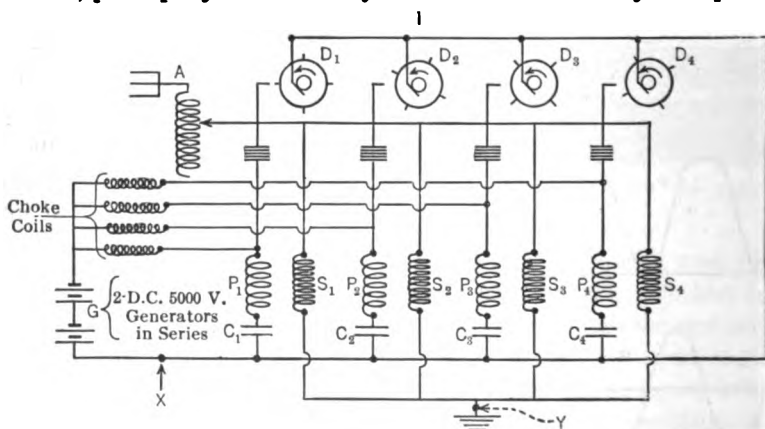 D₁
D₂
D₃
D₄
A
Choke
Coils
P₁
S₁
P₂
S₂
P₃
S₃
P₄
S₄
G
2-D.C. 5000 V.
Generators
in Series
C₁
C₂
C₃
C₄
X
Y